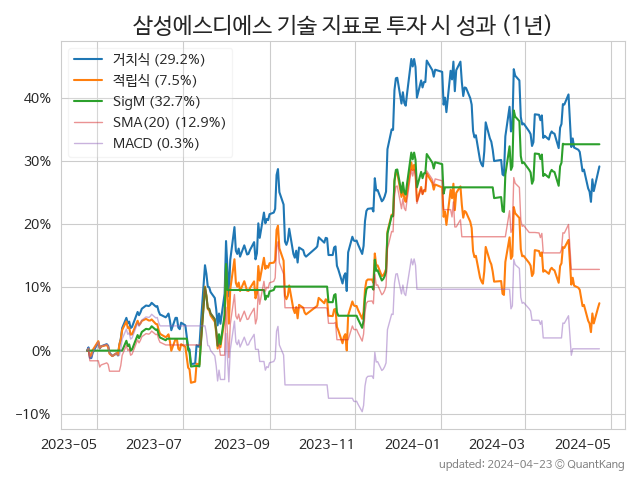 삼성에스디에스 기술 지표로 투자 시 성과 (1년)
거치식 (29.2%)
적립식 (7.5%)
SigM (32.7%)
SMA(20) (12.9%)
MACD (0.3%)
40%
30%
20%
10%
0%
−10%
2023−05 2023−07 2023−09 2023−11 2024−01 2024−03 2024−05
updated: 2024−04−23 © QuantKang